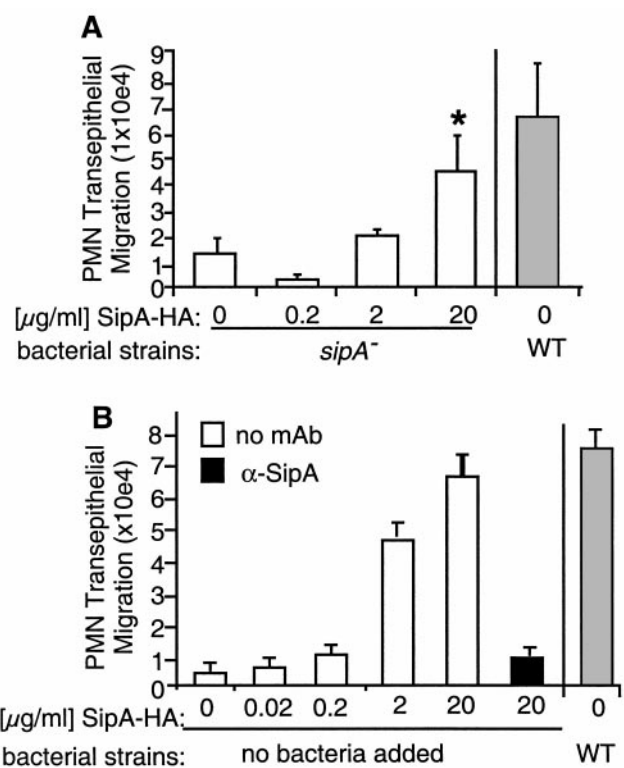 A
PMN Transepithelial
Migration (1x10e4)
9
8
7
6
5
4
3
2
1
0
*
[µg/ml] SipA-HA: 0 0.2 2 20 0
bacterial strains: sipA⁻ WT
B
PMN Transepithelial
Migration (x10e4)
8
7
6
5
4
3
2
1
0
no mAb
α-SipA
[µg/ml] SipA-HA: 0 0.02 0.2 2 20 20 0
bacterial strains: no bacteria added WT